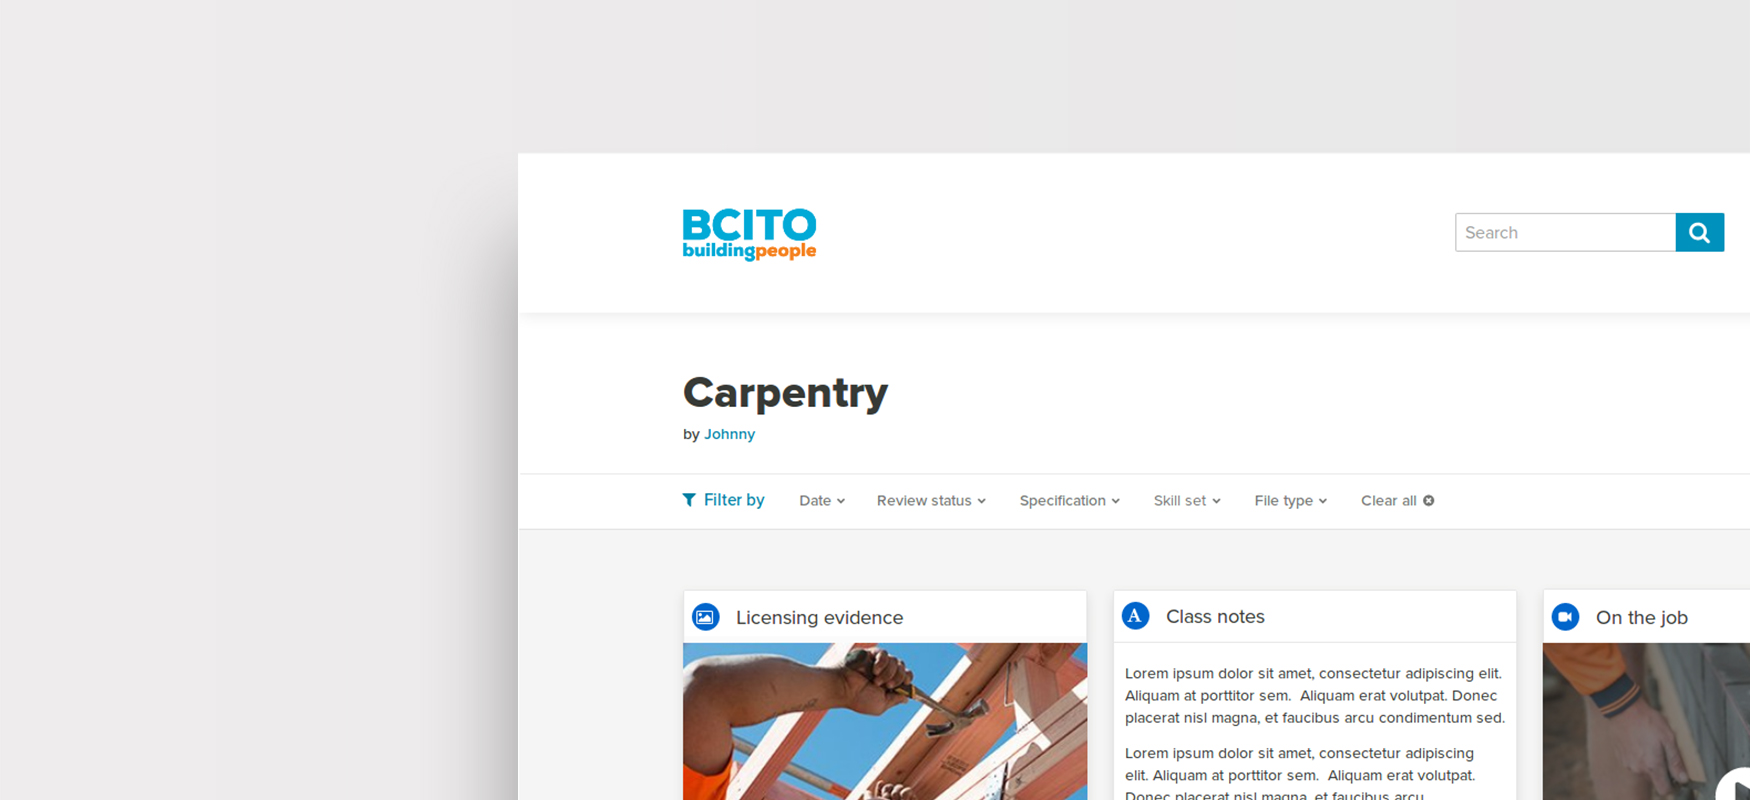 BCITO
buildingpeople
Search
Carpentry
by Johnny
Filter by Date Review status Specification Skill set File type Clear all
Licensing evidence
Class notes
On the job
Lorem ipsum dolor sit amet, consectetur adipiscing elit.
Aliquam at porttitor sem. Aliquam erat volutpat. Donec
placerat nisl magna, et faucibus arcu condimentum sed.
Lorem ipsum dolor sit amet, consectetur adipiscing
elit. Aliquam at porttitor sem. Aliquam erat volutpat.
Donec placerat nisl magna, et faucibus arcu